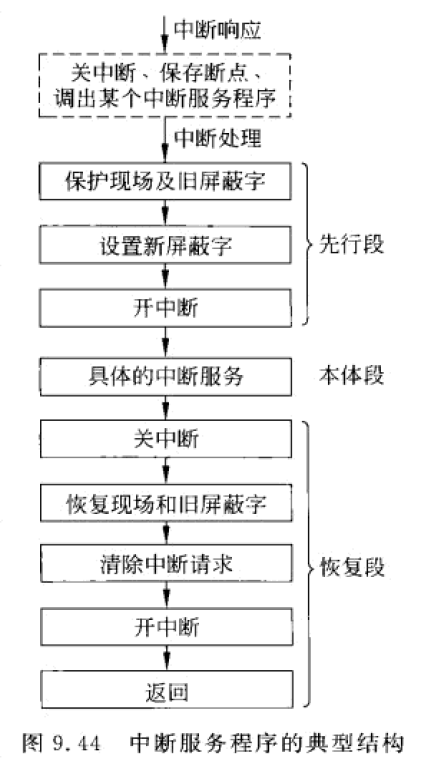 中断响应
关中断、保存断点、
调出某个中断服务程序
中断处理
保护现场及旧屏蔽字
设置新屏蔽字
先行段
开中断
具体的中断服务
本体段
关中断
恢复现场和旧屏蔽字
清除中断请求
恢复段
开中断
返回
图 9.44 中断服务程序的典型结构